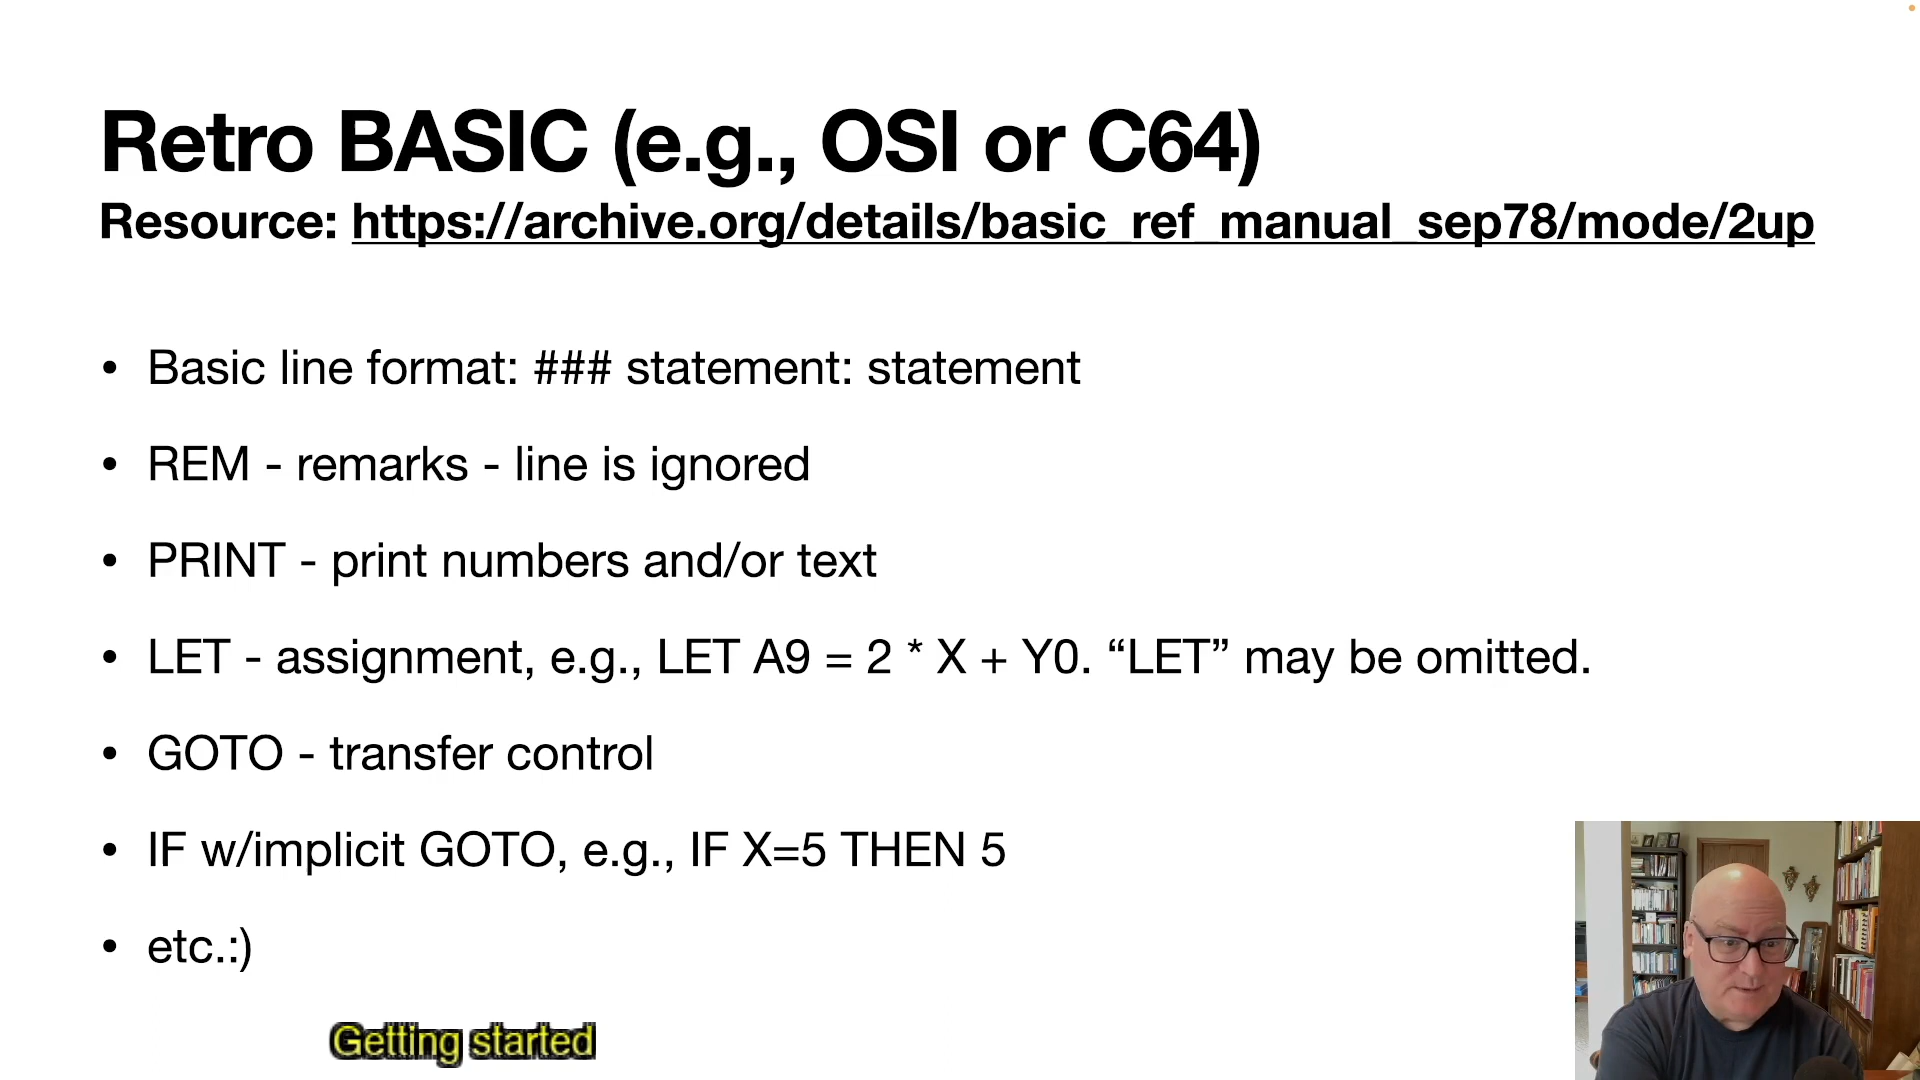 Retro BASIC (e.g., OSI or C64)
Resource: https://archive.org/details/basic_ref_manual_sep78/mode/2up
• Basic line format: ### statement: statement
• REM - remarks - line is ignored
• PRINT - print numbers and/or text
• LET - assignment, e.g., LET A9 = 2 * X + Y0. “LET” may be omitted.
• GOTO - transfer control
• IF w/implicit GOTO, e.g., IF X=5 THEN 5
• etc.:)
Getting started